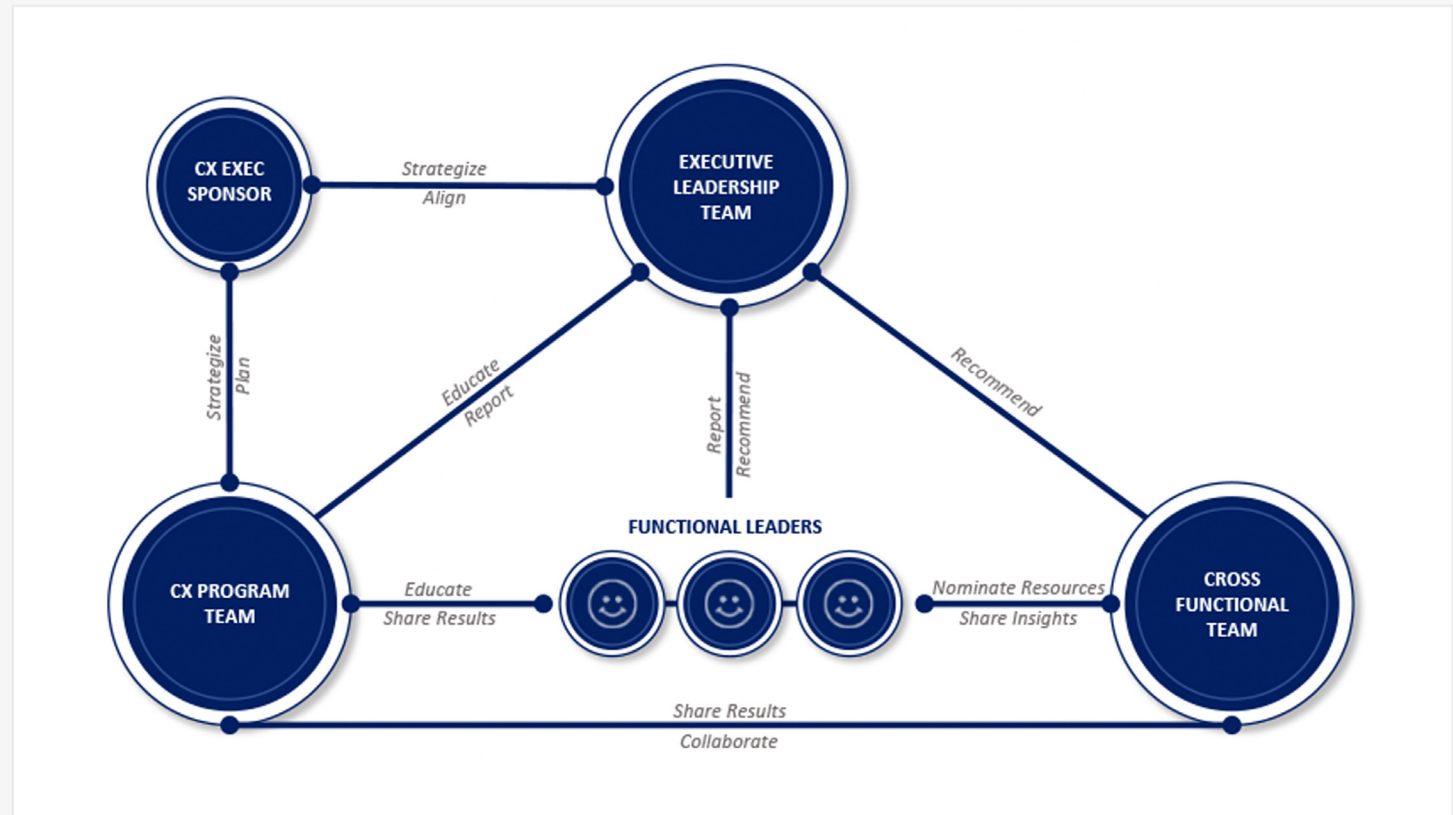 CX EXEC
SPONSOR
Strategize
Align
EXECUTIVE
LEADERSHIP
TEAM
Strategize
Plan
Educate
Report
Report
Recommend
Recommend
FUNCTIONAL LEADERS
CX PROGRAM
TEAM
Educate
Share Results
Nominate Resources
Share Insights
CROSS
FUNCTIONAL
TEAM
Share Results
Collaborate